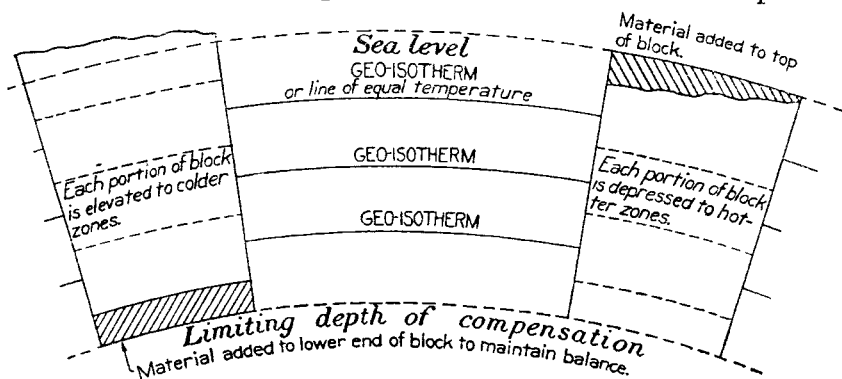 Material added to top
of block.
Sea level
GEO-ISOTHERM
or line of equal temperature
GEO-ISOTHERM
Each portion of block
is elevated to colder
zones.
Each portion of block
is depressed to hot-
ter zones.
GEO-ISOTHERM
Limiting depth of compensation
Material added to lower end of block to maintain balance.